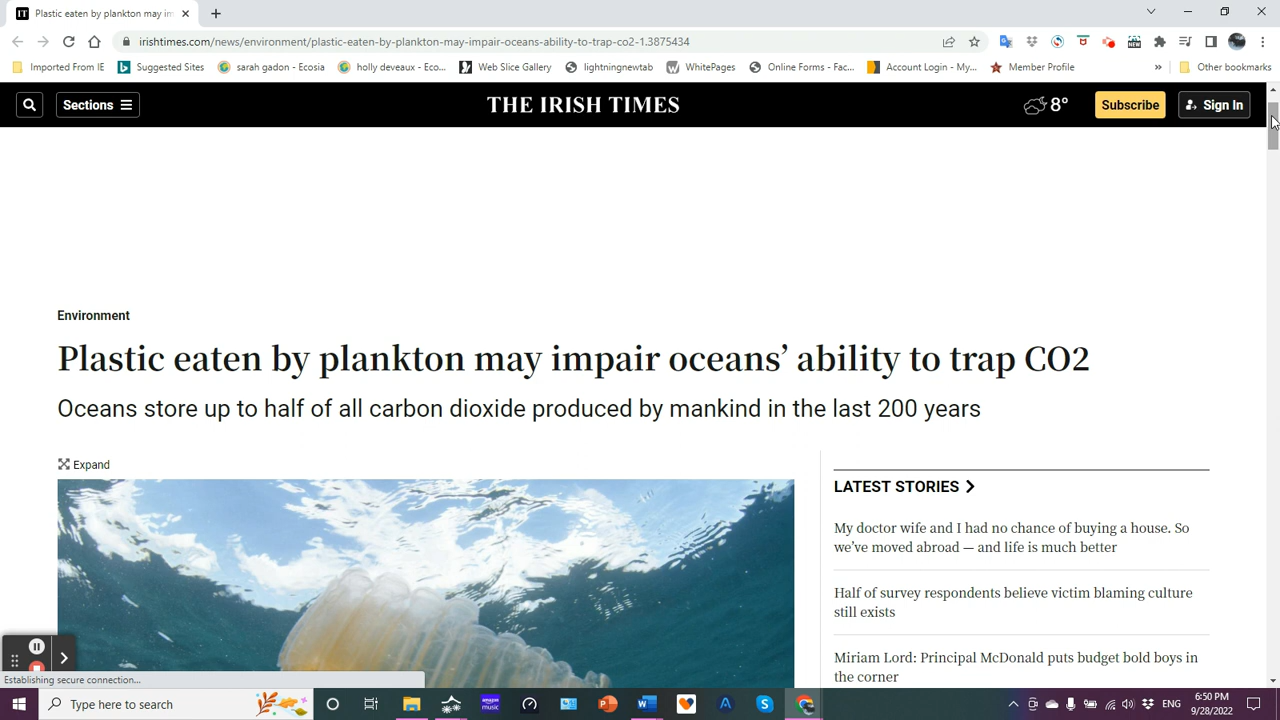 Plastic eaten by plankton may im
irishtimes.com/news/environment/plastic-eaten-by-plankton-may-impair-oceans-ability-to-trap-co2-1.3875434
Imported From IE Suggested Sites sarah gadon - Ecosia holly deveaux - Eco... Web Slice Gallery lightningnewtab WhitePages Online Forms - Fac... Account Login - My... Member Profile » Other bookmarks
Sections THE IRISH TIMES 8° Subscribe Sign In
Environment
Plastic eaten by plankton may impair oceans’ ability to trap CO2
Oceans store up to half of all carbon dioxide produced by mankind in the last 200 years
Expand
LATEST STORIES
My doctor wife and I had no chance of buying a house. So
we’ve moved abroad — and life is much better
Half of survey respondents believe victim blaming culture
still exists
Miriam Lord: Principal McDonald puts budget bold boys in
the corner
Establishing secure connection...
Type here to search
amazon
music
ENG
6:50 PM
9/28/2022